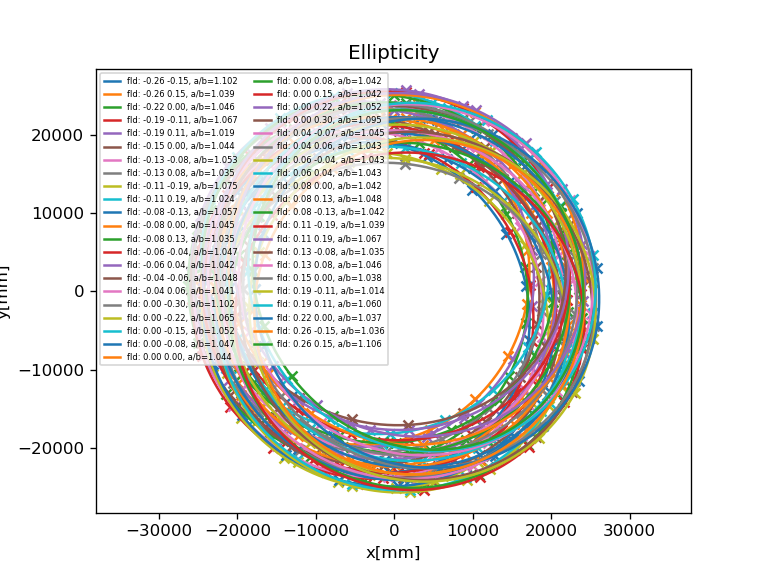 Ellipticity
fld: -0.26 -0.15, a/b=1.102
fld: -0.26 0.15, a/b=1.039
fld: -0.22 0.00, a/b=1.046
fld: -0.19 -0.11, a/b=1.067
fld: -0.19 0.11, a/b=1.019
fld: -0.15 0.00, a/b=1.044
fld: -0.13 -0.08, a/b=1.053
fld: -0.13 0.08, a/b=1.035
fld: -0.11 -0.19, a/b=1.075
fld: -0.11 0.19, a/b=1.024
fld: -0.08 -0.13, a/b=1.057
fld: -0.08 0.00, a/b=1.045
fld: -0.08 0.13, a/b=1.035
fld: -0.06 -0.04, a/b=1.047
fld: -0.06 0.04, a/b=1.042
fld: -0.04 -0.06, a/b=1.048
fld: -0.04 0.06, a/b=1.041
fld: 0.00 -0.30, a/b=1.102
fld: 0.00 -0.22, a/b=1.065
fld: 0.00 -0.15, a/b=1.052
fld: 0.00 -0.08, a/b=1.047
fld: 0.00 0.00, a/b=1.044
fld: 0.00 0.08, a/b=1.042
fld: 0.00 0.15, a/b=1.042
fld: 0.00 0.22, a/b=1.052
fld: 0.00 0.30, a/b=1.095
fld: 0.04 -0.07, a/b=1.045
fld: 0.04 0.06, a/b=1.043
fld: 0.06 -0.04, a/b=1.043
fld: 0.06 0.04, a/b=1.043
fld: 0.08 0.00, a/b=1.042
fld: 0.08 0.13, a/b=1.048
fld: 0.08 -0.13, a/b=1.042
fld: 0.11 -0.19, a/b=1.039
fld: 0.11 0.19, a/b=1.067
fld: 0.13 -0.08, a/b=1.035
fld: 0.13 0.08, a/b=1.046
fld: 0.15 0.00, a/b=1.038
fld: 0.19 -0.11, a/b=1.014
fld: 0.19 0.11, a/b=1.060
fld: 0.22 0.00, a/b=1.037
fld: 0.26 -0.15, a/b=1.036
fld: 0.26 0.15, a/b=1.106
20000
10000
0
−10000
−20000
y[mm]
−30000 −20000 −10000 0 10000 20000 30000
x[mm]